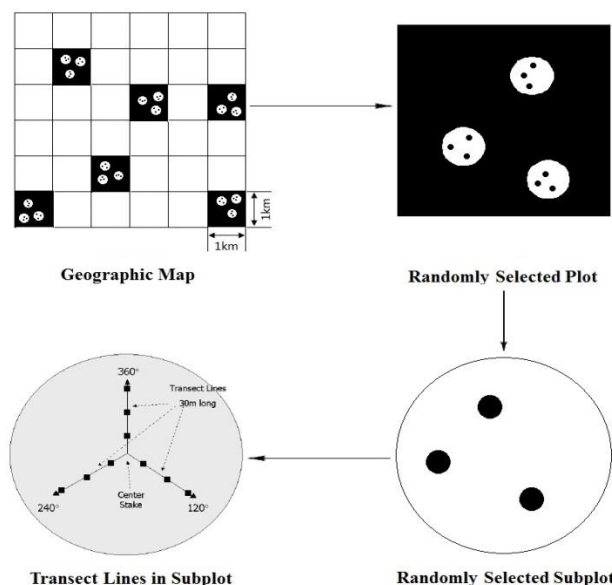 1km
1km
Geographic Map
Randomly Selected Plot
360°
Transect Lines
30m long
240°
Center
Stake
120°
Transect Lines in Subplot
Randomly Selected Subplot